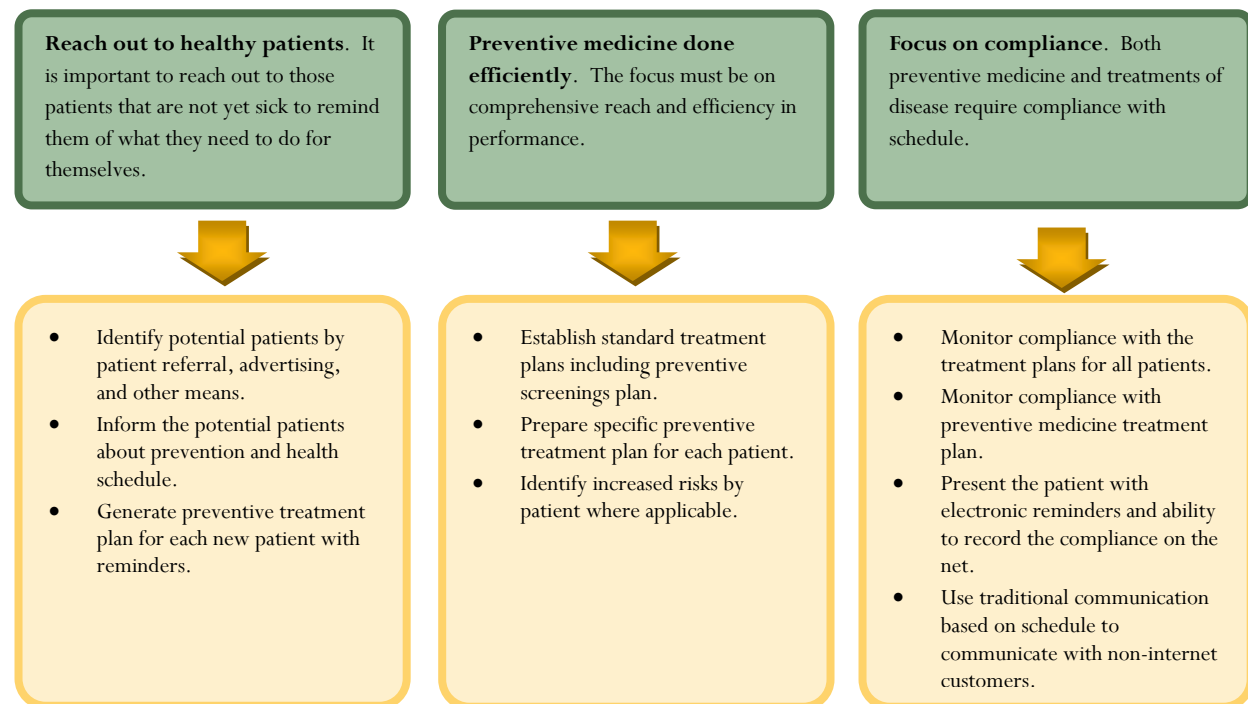 Reach out to healthy patients.  It
is important to reach out to those
patients that are not yet sick to remind
them of what they need to do for
themselves.
Preventive medicine done
efficiently.  The focus must be on
comprehensive reach and efficiency in
performance.
Focus on compliance.  Both
preventive medicine and treatments of
disease require compliance with
schedule.
• Identify potential patients by
patient referral, advertising,
and other means.
• Inform the potential patients
about prevention and health
schedule.
• Generate preventive treatment
plan for each new patient with
reminders.
• Establish standard treatment
plans including preventive
screenings plan.
• Prepare specific preventive
treatment plan for each patient.
• Identify increased risks by
patient where applicable.
• Monitor compliance with the
treatment plans for all patients.
• Monitor compliance with
preventive medicine treatment
plan.
• Present the patient with
electronic reminders and ability
to record the compliance on the
net.
• Use traditional communication
based on schedule to
communicate with non-internet
customers.